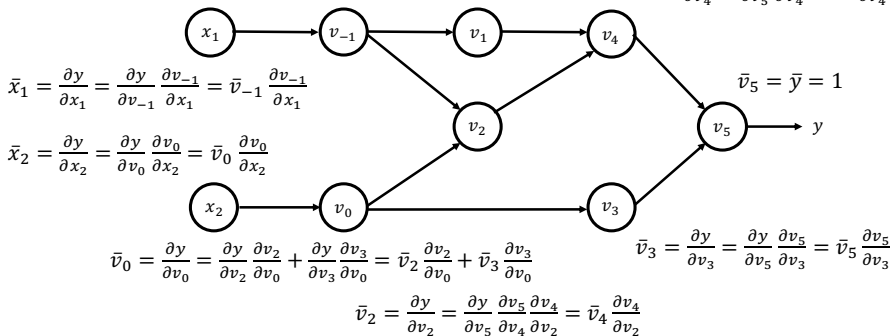 x₁ v₋₁ v₁ v₄
x̄₁ = ∂y/∂x₁ = ∂y/∂v₋₁ ∂v₋₁/∂x₁ = v̄₋₁ ∂v₋₁/∂x₁
v̄₅ = ȳ = 1
v₂ v₅ y
x̄₂ = ∂y/∂x₂ = ∂y/∂v₀ ∂v₀/∂x₂ = v̄₀ ∂v₀/∂x₂
x₂ v₀ v₃
v̄₃ = ∂y/∂v₃ = ∂y/∂v₅ ∂v₅/∂v₃ = v̄₅ ∂v₅/∂v₃
v̄₀ = ∂y/∂v₀ = ∂y/∂v₂ ∂v₂/∂v₀ + ∂y/∂v₃ ∂v₃/∂v₀ = v̄₂ ∂v₂/∂v₀ + v̄₃ ∂v₃/∂v₀
v̄₂ = ∂y/∂v₂ = ∂y/∂v₅ ∂v₅/∂v₄ ∂v₄/∂v₂ = v̄₄ ∂v₄/∂v₂